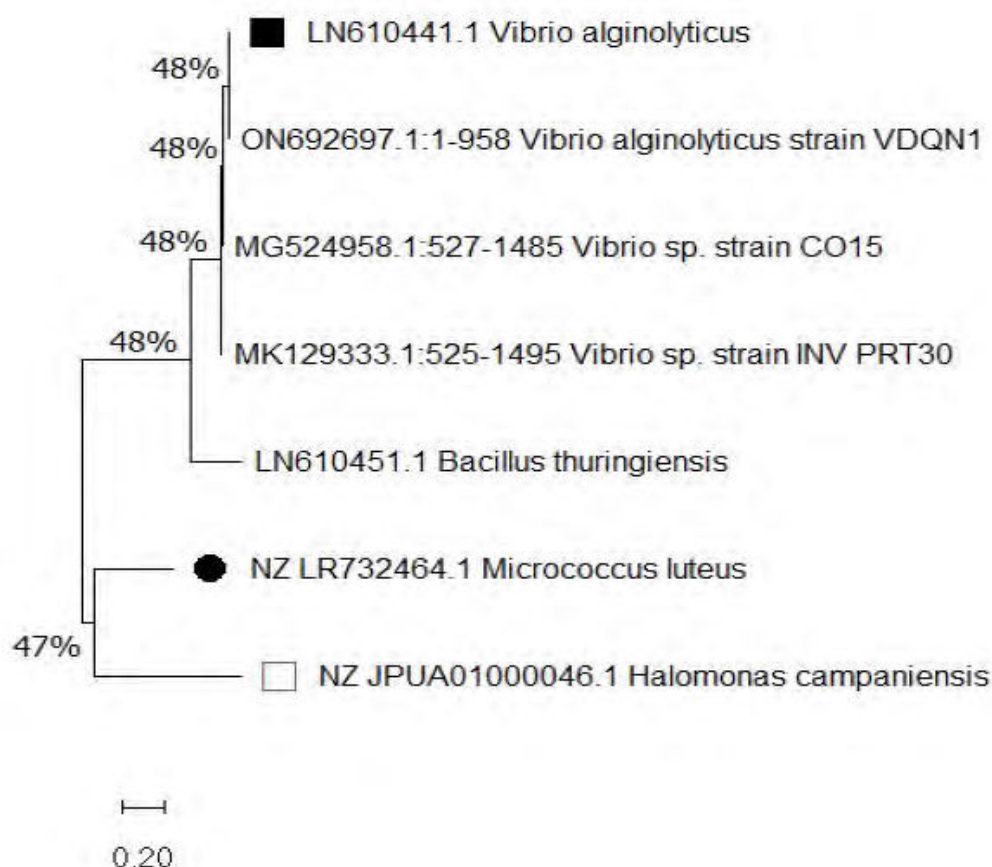 LN610441.1 Vibrio alginolyticus
48%
ON692697.1:1-958 Vibrio alginolyticus strain VDQN1
48%
MG524958.1:527-1485 Vibrio sp. strain CO15
48%
MK129333.1:525-1495 Vibrio sp. strain INV PRT30
48%
LN610451.1 Bacillus thuringiensis
NZ LR732464.1 Micrococcus luteus
47%
NZ JPUA01000046.1 Halomonas campaniensis
0.20